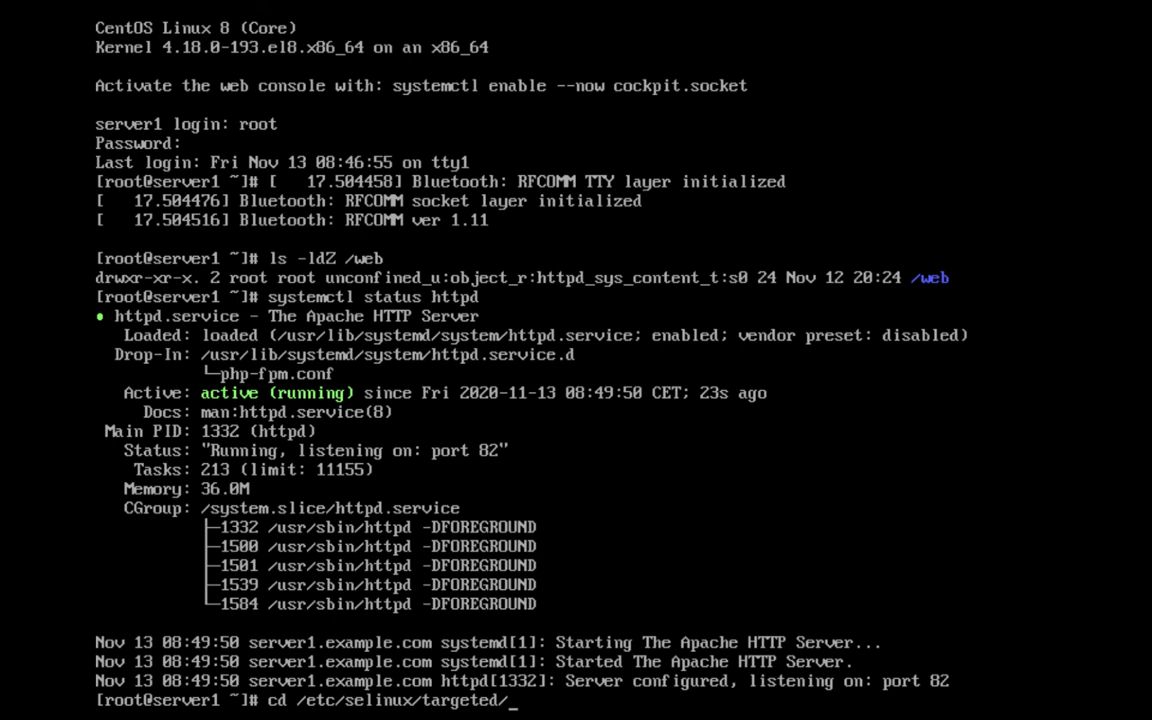 CentOS Linux 8 (Core)
Kernel 4.18.0-193.el8.x86_64 on an x86_64
Activate the web console with: systemctl enable --now cockpit.socket
server1 login: root
Password:
Last login: Fri Nov 13 08:46:55 on tty1
[root@server1 ~]# [   17.504458] Bluetooth: RFCOMM TTY layer initialized
[   17.504476] Bluetooth: RFCOMM socket layer initialized
[   17.504516] Bluetooth: RFCOMM ver 1.11
[root@server1 ~]# ls -ldZ /web
drwxr-xr-x. 2 root root unconfined_u:object_r:httpd_sys_content_t:s0 24 Nov 12 20:24 /web
[root@server1 ~]# systemctl status httpd
● httpd.service - The Apache HTTP Server
   Loaded: loaded (/usr/lib/systemd/system/httpd.service; enabled; vendor preset: disabled)
  Drop-In: /usr/lib/systemd/system/httpd.service.d
           └─php-fpm.conf
   Active: active (running) since Fri 2020-11-13 08:49:50 CET; 23s ago
     Docs: man:httpd.service(8)
 Main PID: 1332 (httpd)
   Status: "Running, listening on: port 82"
    Tasks: 213 (limit: 11155)
   Memory: 36.0M
   CGroup: /system.slice/httpd.service
           ├─1332 /usr/sbin/httpd -DFOREGROUND
           ├─1500 /usr/sbin/httpd -DFOREGROUND
           ├─1501 /usr/sbin/httpd -DFOREGROUND
           ├─1539 /usr/sbin/httpd -DFOREGROUND
           └─1584 /usr/sbin/httpd -DFOREGROUND
Nov 13 08:49:50 server1.example.com systemd[1]: Starting The Apache HTTP Server...
Nov 13 08:49:50 server1.example.com systemd[1]: Started The Apache HTTP Server.
Nov 13 08:49:50 server1.example.com httpd[1332]: Server configured, listening on: port 82
[root@server1 ~]# cd /etc/selinux/targeted/_